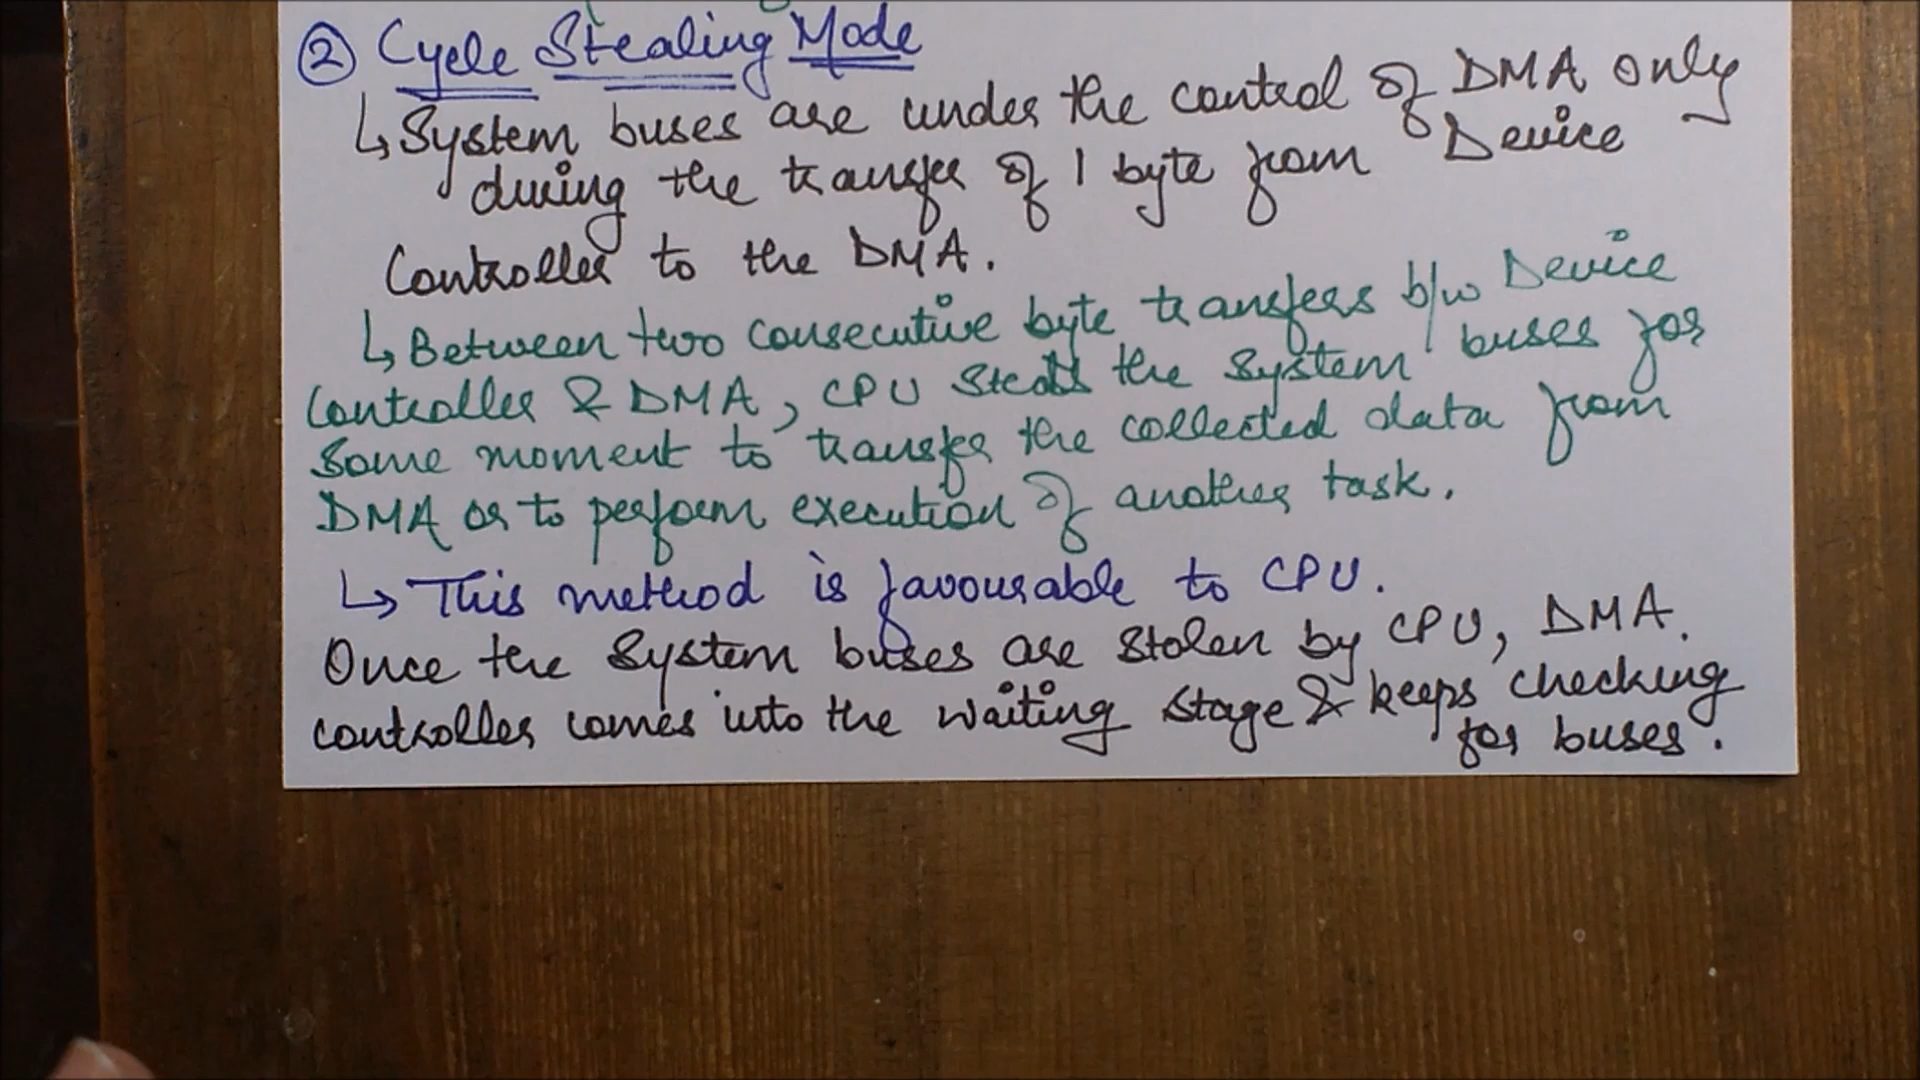 ② Cycle Stealing Mode
↳ System buses are under the control of DMA only
during the transfer of 1 byte from Device
Controller to the DMA.
↳ Between two consecutive byte transfers b/w Device
Controller & DMA, CPU steals the system buses for
Some moment to transfer the collected data from
DMA or to perform execution of another task.
↳ This method is favourable to CPU.
Once the System buses are stolen by CPU, DMA
controller comes into the waiting stage & keeps checking
for buses.